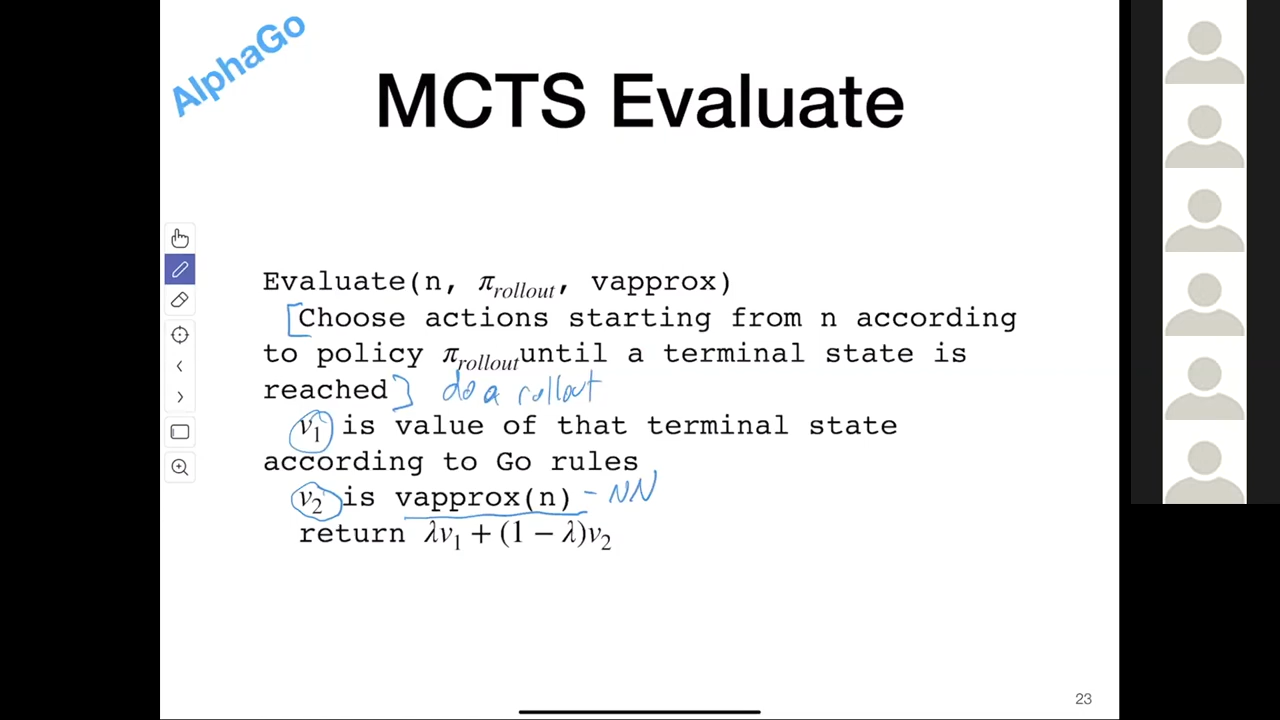 AlphaGo
MCTS Evaluate
Evaluate(n, π_rollout, vapprox)
[Choose actions starting from n according
to policy π_rollout until a terminal state is
reached] do a rollout
v₁ is value of that terminal state
according to Go rules
v₂ is vapprox(n) - NN
return λv₁ + (1 − λ)v₂
23